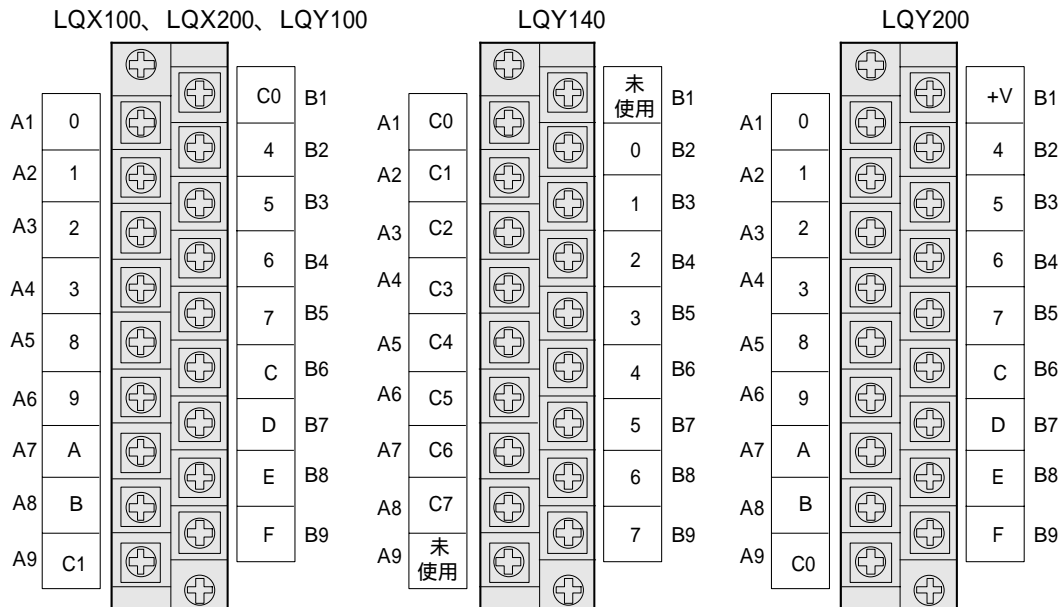 LQX100、LQX200、LQY100
A1 0
A2 1
A3 2
A4 3
A5 8
A6 9
A7 A
A8 B
A9 C1
C0 B1
4 B2
5 B3
6 B4
7 B5
C B6
D B7
E B8
F B9
LQY140
A1 C0
A2 C1
A3 C2
A4 C3
A5 C4
A6 C5
A7 C6
A8 C7
A9 未
使用
未
使用 B1
0 B2
1 B3
2 B4
3 B5
4 B6
5 B7
6 B8
7 B9
LQY200
A1 0
A2 1
A3 2
A4 3
A5 8
A6 9
A7 A
A8 B
A9 C0
+V B1
4 B2
5 B3
6 B4
7 B5
C B6
D B7
E B8
F B9